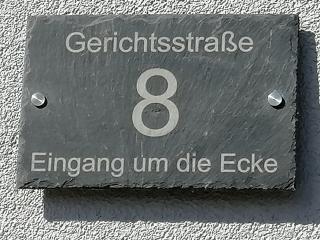 Gerichtsstraße
8
Eingang um die Ecke